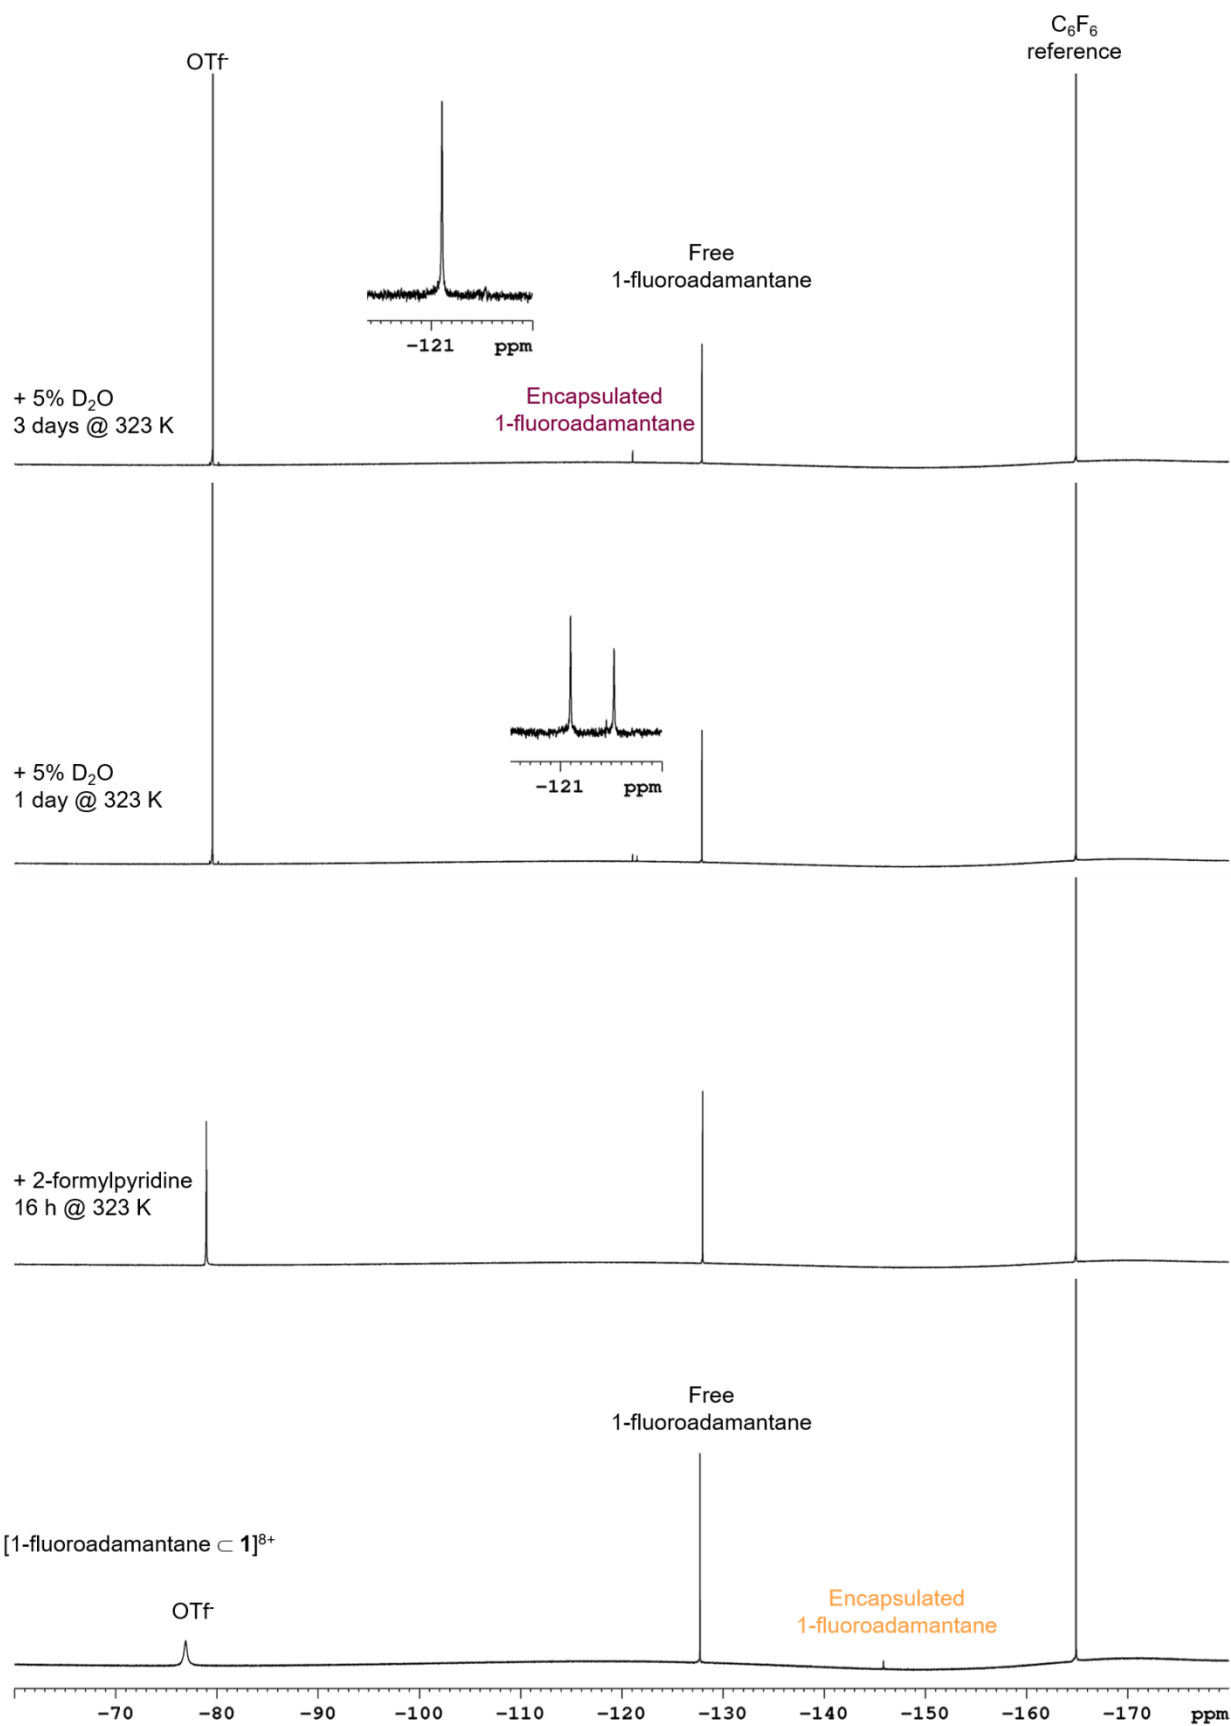 C₆F₆
reference
OTf⁻
Free
1-fluoroadamantane
−121 ppm
Encapsulated
1-fluoroadamantane
+ 5% D₂O
3 days @ 323 K
+ 5% D₂O
1 day @ 323 K
−121 ppm
+ 2-formylpyridine
16 h @ 323 K
Free
1-fluoroadamantane
[1-fluoroadamantane ⊂ 1]⁸⁺
OTf⁻
Encapsulated
1-fluoroadamantane
−70 −80 −90 −100 −110 −120 −130 −140 −150 −160 −170 ppm